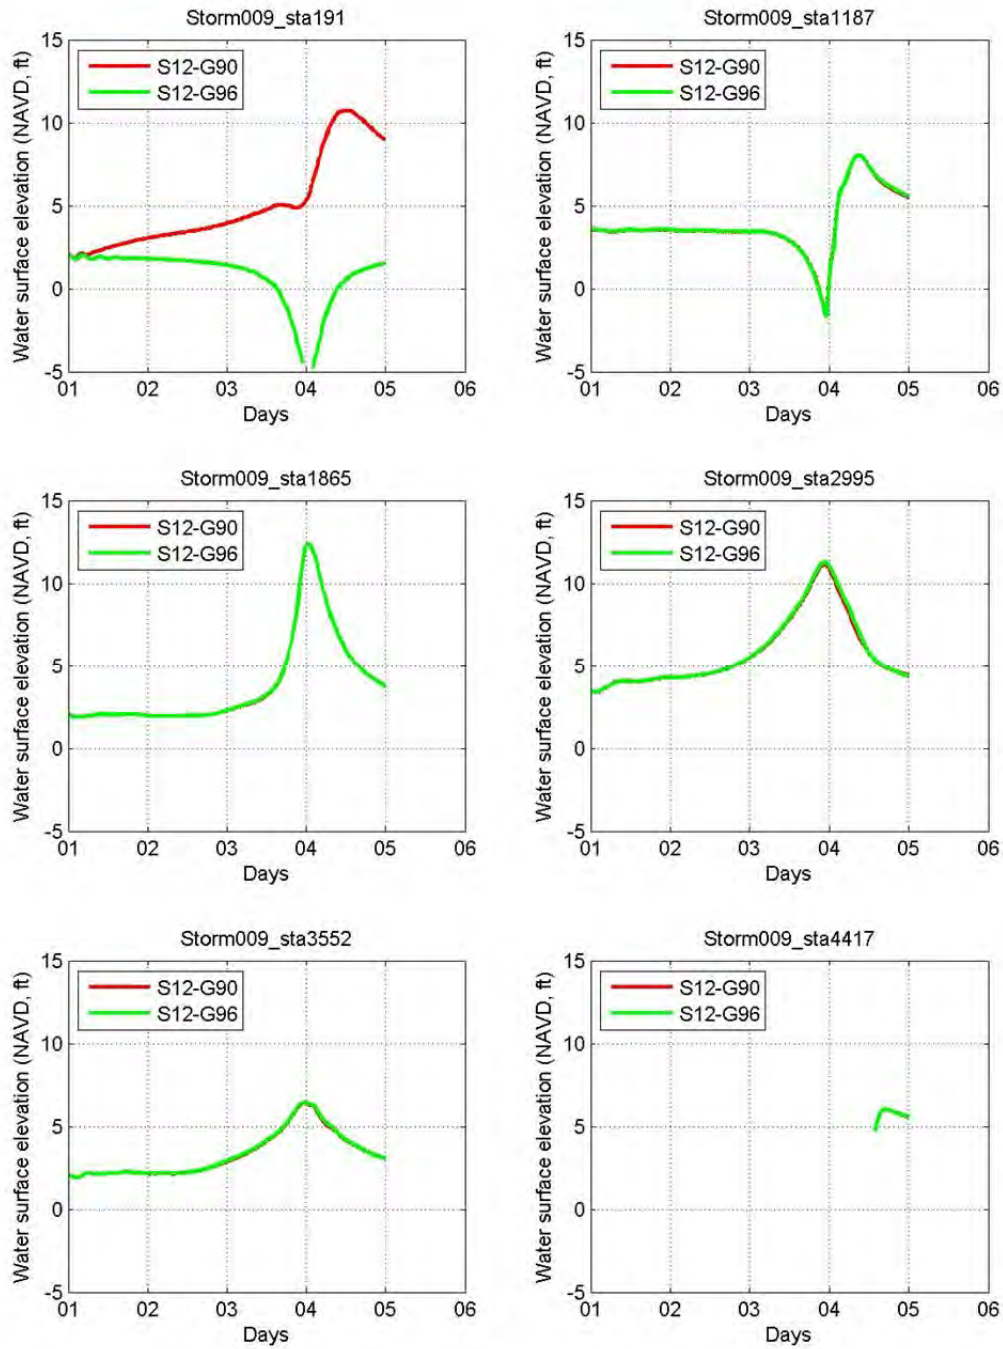 Storm009_sta191
Water surface elevation (NAVD, ft)
15
10
5
0
-5
S12-G90
S12-G96
01 02 03 04 05 06
Days
Storm009_sta1187
Water surface elevation (NAVD, ft)
15
10
5
0
-5
S12-G90
S12-G96
01 02 03 04 05 06
Days
Storm009_sta1865
Water surface elevation (NAVD, ft)
15
10
5
0
-5
S12-G90
S12-G96
01 02 03 04 05 06
Days
Storm009_sta2995
Water surface elevation (NAVD, ft)
15
10
5
0
-5
S12-G90
S12-G96
01 02 03 04 05 06
Days
Storm009_sta3552
Water surface elevation (NAVD, ft)
15
10
5
0
-5
S12-G90
S12-G96
01 02 03 04 05 06
Days
Storm009_sta4417
Water surface elevation (NAVD, ft)
15
10
5
0
-5
S12-G90
S12-G96
01 02 03 04 05 06
Days